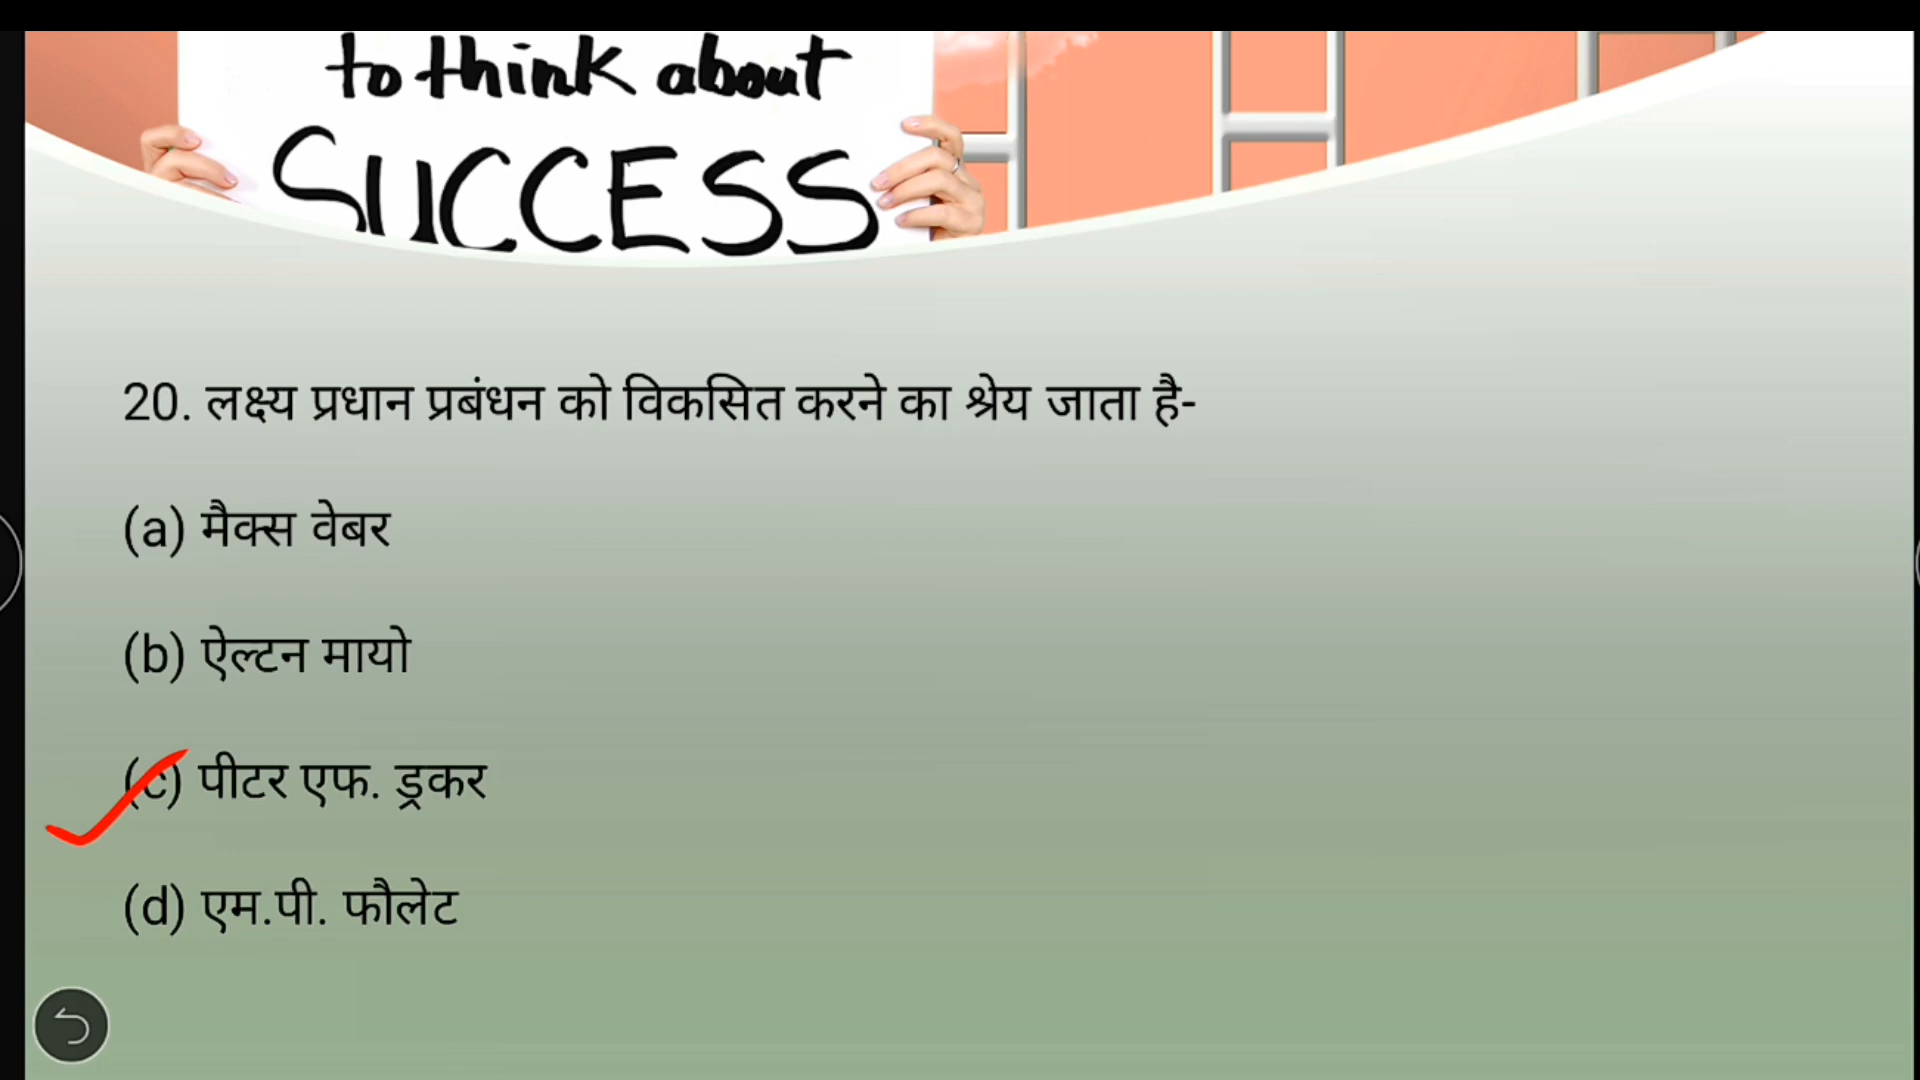 to think about
SUCCESS
20. लक्ष्य प्रधान प्रबंधन को विकसित करने का श्रेय जाता है-
(a) मैक्स वेबर
(b) ऐल्टन मायो
(c) पीटर एफ. ड्रकर
(d) एम.पी. फौलेट